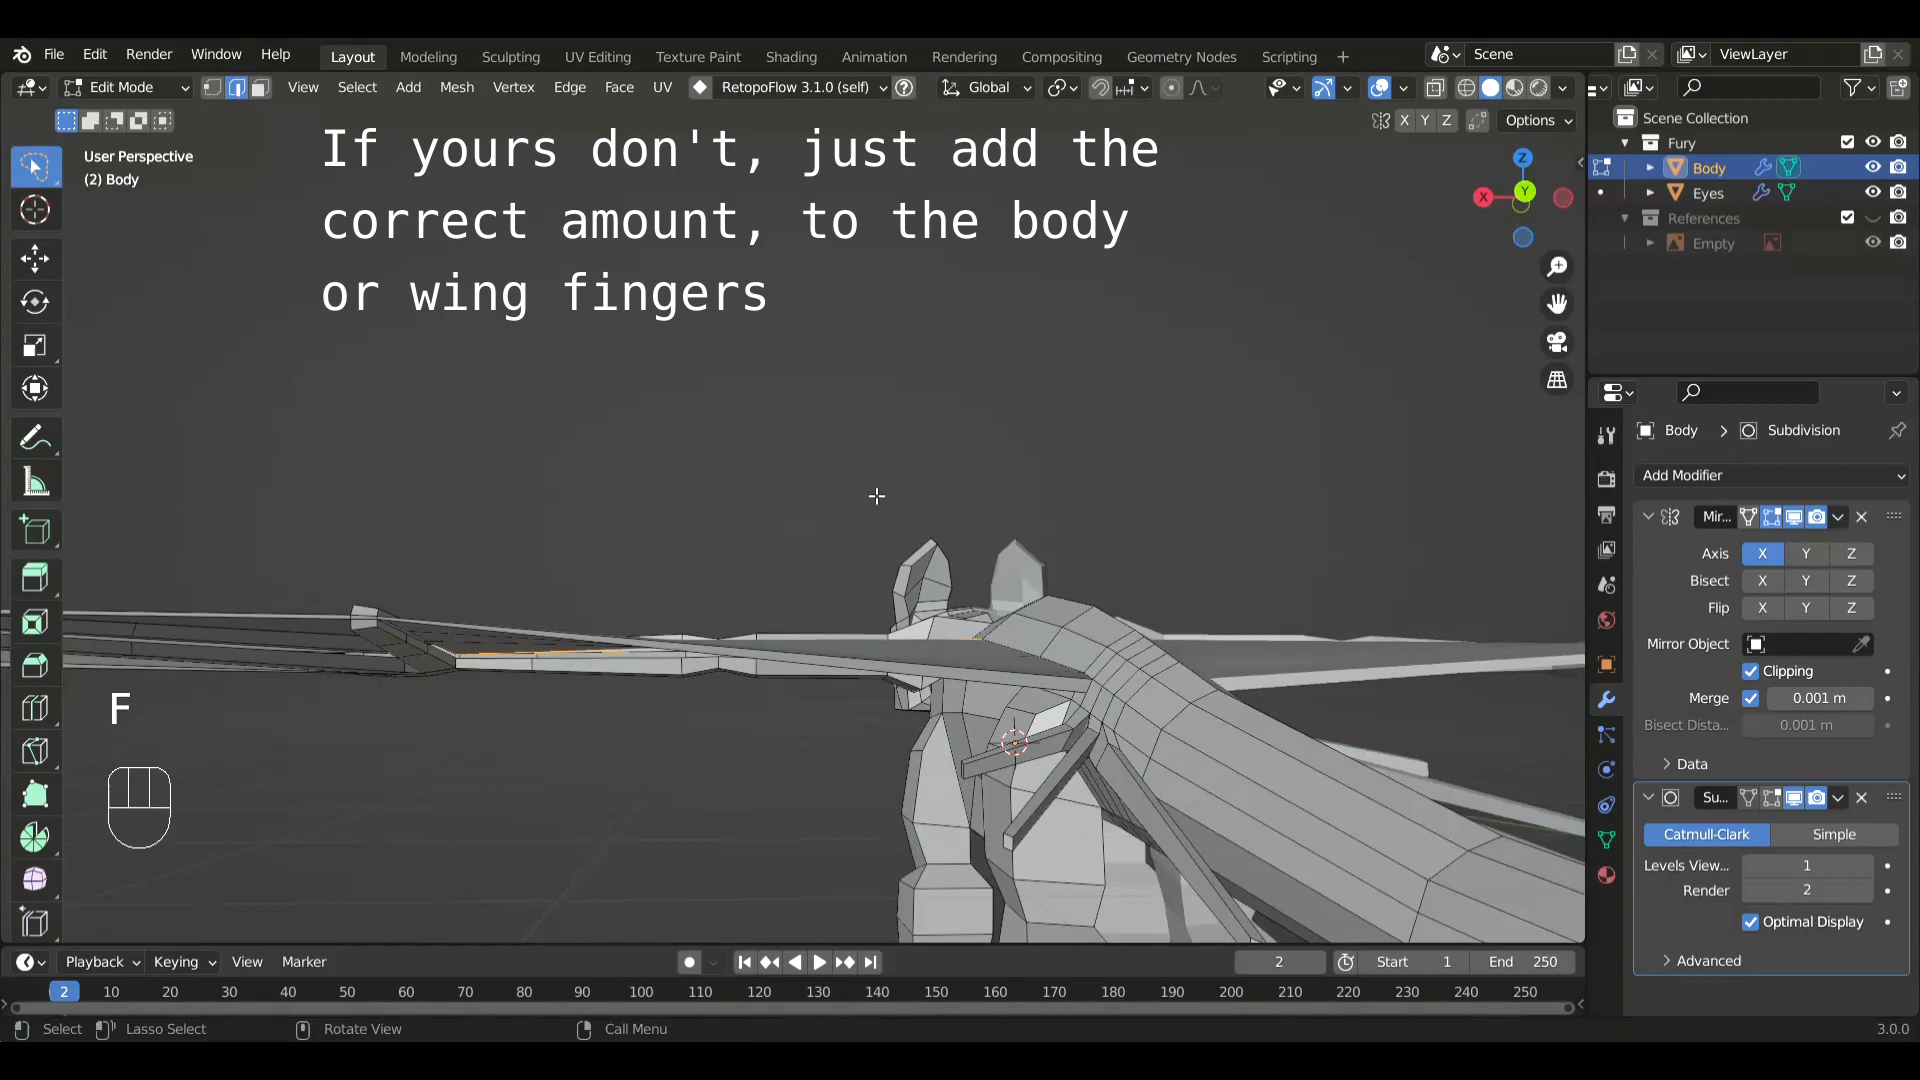 File Edit Render Window Help Layout Modeling Sculpting UV Editing Texture Paint Shading Animation Rendering Compositing Geometry Nodes Scripting + Scene ViewLayer
Edit Mode View Select Add Mesh Vertex Edge Face UV RetopoFlow 3.1.0 (self) Global
X Y Z Options
Scene Collection
Fury
Body
Eyes
References
Empty
User Perspective
(2) Body
If yours don't, just add the
correct amount, to the body
or wing fingers
Z
X Y
F
Body > Subdivision
Add Modifier
Mir...
Axis X Y Z
Bisect X Y Z
Flip X Y Z
Mirror Object
Clipping
Merge 0.001 m
Bisect Dista... 0.001 m
Data
Su...
Catmull-Clark Simple
Levels View... 1
Render 2
Optimal Display
Advanced
Playback Keying View Marker 2 Start 1 End 250
2 10 20 30 40 50 60 70 80 90 100 110 120 130 140 150 160 170 180 190 200 210 220 230 240 250
Select Lasso Select Rotate View Call Menu 3.0.0